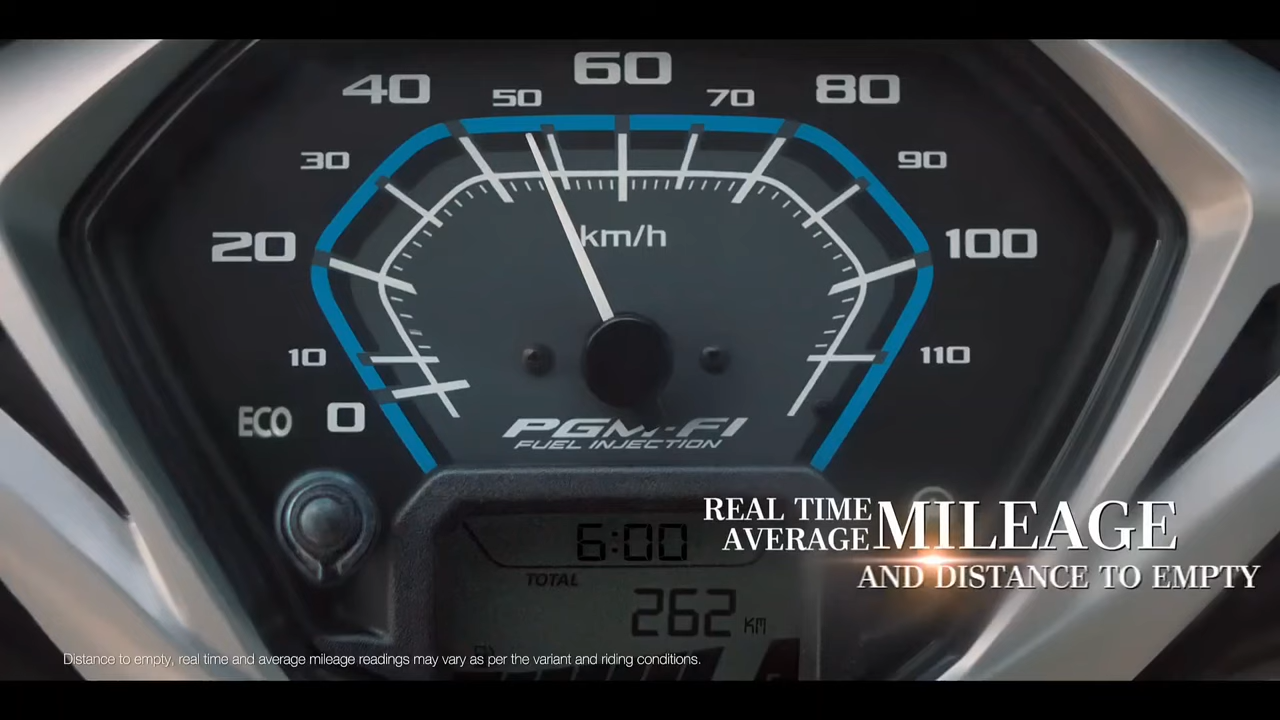 60
40
50
70
80
30
90
20
km/h
100
10
110
ECO
0
PGM-FI
FUEL INJECTION
REAL TIME
AVERAGE
MILEAGE
AND DISTANCE TO EMPTY
6:00
TOTAL
262 KM
Distance to empty, real time and average mileage readings may vary as per the variant and riding conditions.